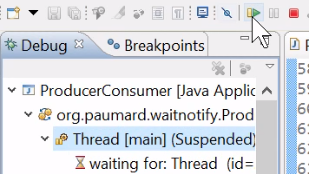 Debug
Breakpoints
ProducerConsumer [Java Applic
org.paumard.waitnotify.Prod
Thread [main] (Suspended)
waiting for: Thread (id=